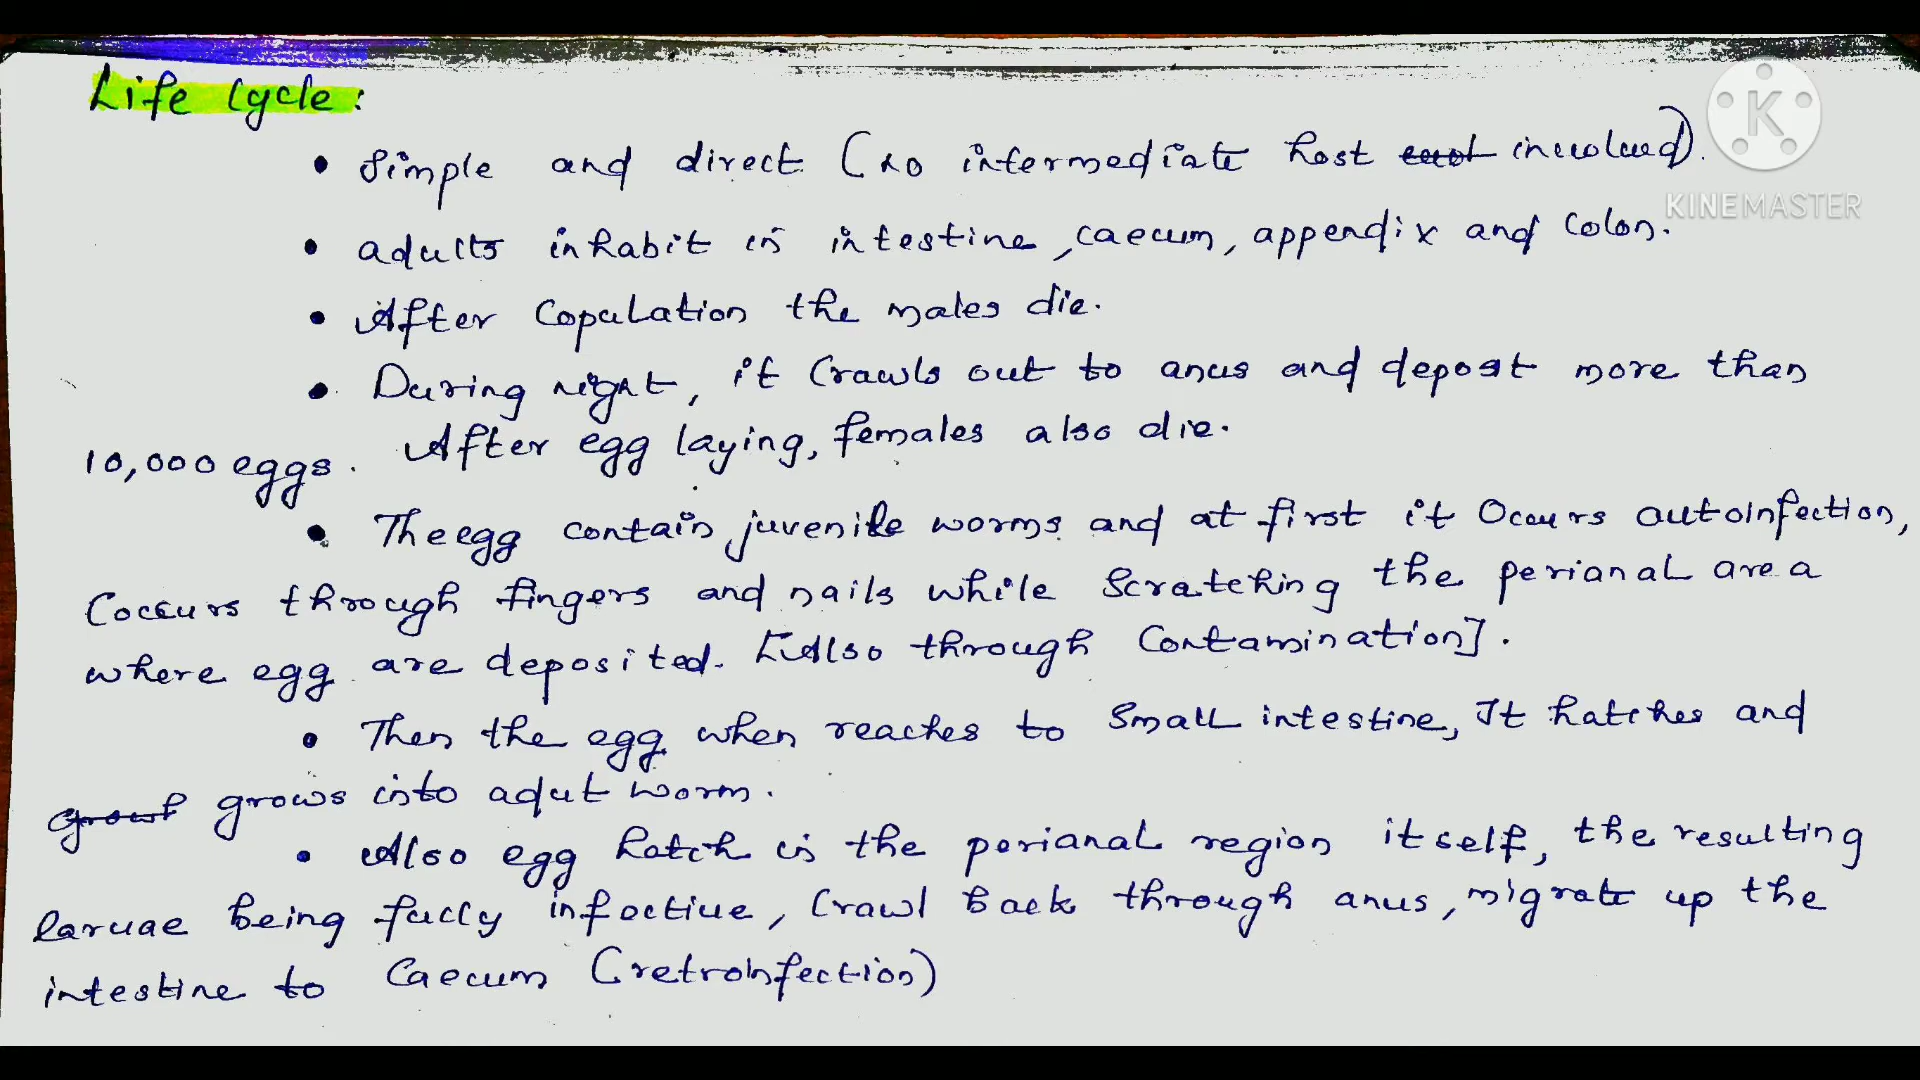 Life Cycle:
• Simple and direct (no intermediate host involved).
KINEMASTER
• adults inhabit in intestine, caecum, appendix and Colon.
• After Copulation the males die.
• During night, it Crawls out to anus and deposit more than
10,000 eggs. After egg laying, females also die.
• The egg contain juvenile worms and at first it Occurs autoinfection,
(occurs through fingers and nails while Scratching the perianal area
where egg are deposited. [Also through Contamination].
• Then the egg when reaches to Small intestine, It hatches and
grows into adut worm.
• Also egg hatch in the perianal region itself, the resulting
larvae being fully infective, Crawl back through anus, migrate up the
intestine to Caecum (retroinfection)